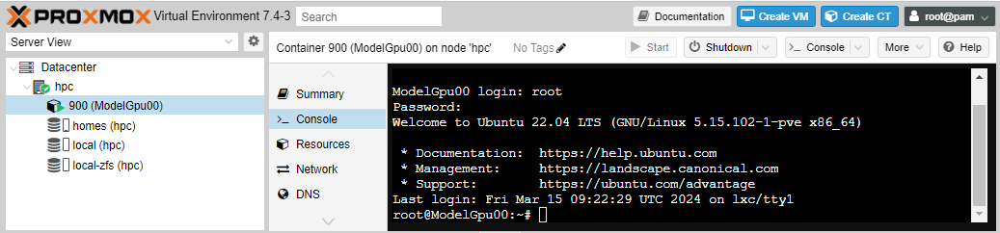 PROXMOX Virtual Environment 7.4-3 Search Documentation Create VM Create CT root@pam
Server View
Datacenter
hpc
900 (ModelGpu00)
homes (hpc)
local (hpc)
local-zfs (hpc)
Container 900 (ModelGpu00) on node 'hpc' No Tags Start Shutdown Console More Help
Summary
Console
Resources
Network
DNS
ModelGpu00 login: root
Password:
Welcome to Ubuntu 22.04 LTS (GNU/Linux 5.15.102-1-pve x86_64)
* Documentation: https://help.ubuntu.com
* Management: https://landscape.canonical.com
* Support: https://ubuntu.com/advantage
Last login: Fri Mar 15 09:22:29 UTC 2024 on lxc/tty1
root@ModelGpu00:~#